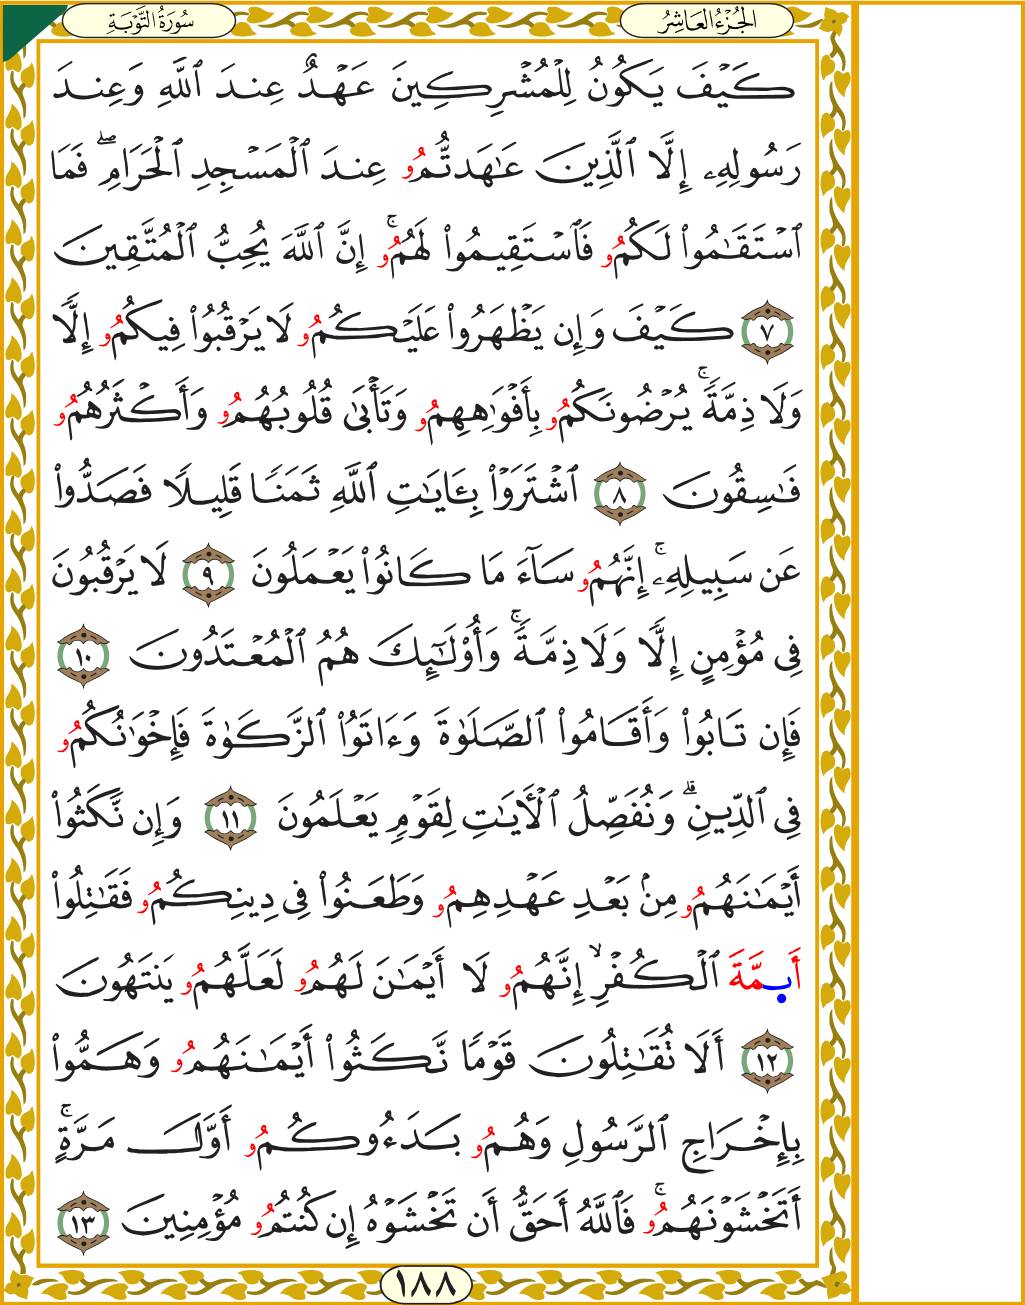 الجُزْءُ العَاشِرُ
سُورَةُ التَّوْبَةِ
كَيْفَ يَكُونُ لِلْمُشْرِكِينَ عَهْدٌ عِندَ ٱللَّهِ وَعِندَ
رَسُولِهِۦ إِلَّا ٱلَّذِينَ عَٰهَدتُّمُو عِندَ ٱلْمَسْجِدِ ٱلْحَرَامِۖ فَمَا
ٱسْتَقَٰمُوا۟ لَكُمُو فَٱسْتَقِيمُوا۟ لَهُمُوۚ إِنَّ ٱللَّهَ يُحِبُّ ٱلْمُتَّقِينَ
٧ كَيْفَ وَإِن يَظْهَرُوا۟ عَلَيْكُمُو لَا يَرْقُبُوا۟ فِيكُمُو إِلًّا
وَلَا ذِمَّةًۚ يُرْضُونَكُمُو بِأَفْوَٰهِهِمُو وَتَأْبَىٰ قُلُوبُهُمُو وَأَكْثَرُهُمُو
فَٰسِقُونَ ٨ ٱشْتَرَوْا۟ بِـَٔايَٰتِ ٱللَّهِ ثَمَنًا قَلِيلًا فَصَدُّوا۟
عَن سَبِيلِهِۦۚ إِنَّهُمُو سَآءَ مَا كَانُوا۟ يَعْمَلُونَ ٩ لَا يَرْقُبُونَ
فِى مُؤْمِنٍ إِلًّا وَلَا ذِمَّةًۚ وَأُو۟لَٰٓئِكَ هُمُ ٱلْمُعْتَدُونَ ١٠
فَإِن تَابُوا۟ وَأَقَامُوا۟ ٱلصَّلَوٰةَ وَءَاتَوُا۟ ٱلزَّكَوٰةَ فَإِخْوَٰنُكُمُو
فِى ٱلدِّينِۗ وَنُفَصِّلُ ٱلْـَٔايَٰتِ لِقَوْمٍ يَعْلَمُونَ ١١ وَإِن نَّكَثُوا۟
أَيْمَٰنَهُمُو مِنۢ بَعْدِ عَهْدِهِمُو وَطَعَنُوا۟ فِى دِينِكُمُو فَقَٰتِلُوا۟
أَىِٕمَّةَ ٱلْكُفْرِۙ إِنَّهُمُو لَا أَيْمَٰنَ لَهُمُو لَعَلَّهُمُو يَنتَهُونَ
١٢ أَلَا تُقَٰتِلُونَ قَوْمًا نَّكَثُوا۟ أَيْمَٰنَهُمُو وَهَمُّوا۟
بِإِخْرَاجِ ٱلرَّسُولِ وَهُمُو بَدَءُوكُمُو أَوَّلَ مَرَّةٍۚ
أَتَخْشَوْنَهُمُوۚ فَٱللَّهُ أَحَقُّ أَن تَخْشَوْهُ إِن كُنتُمُو مُؤْمِنِينَ ١٣
١٨٨